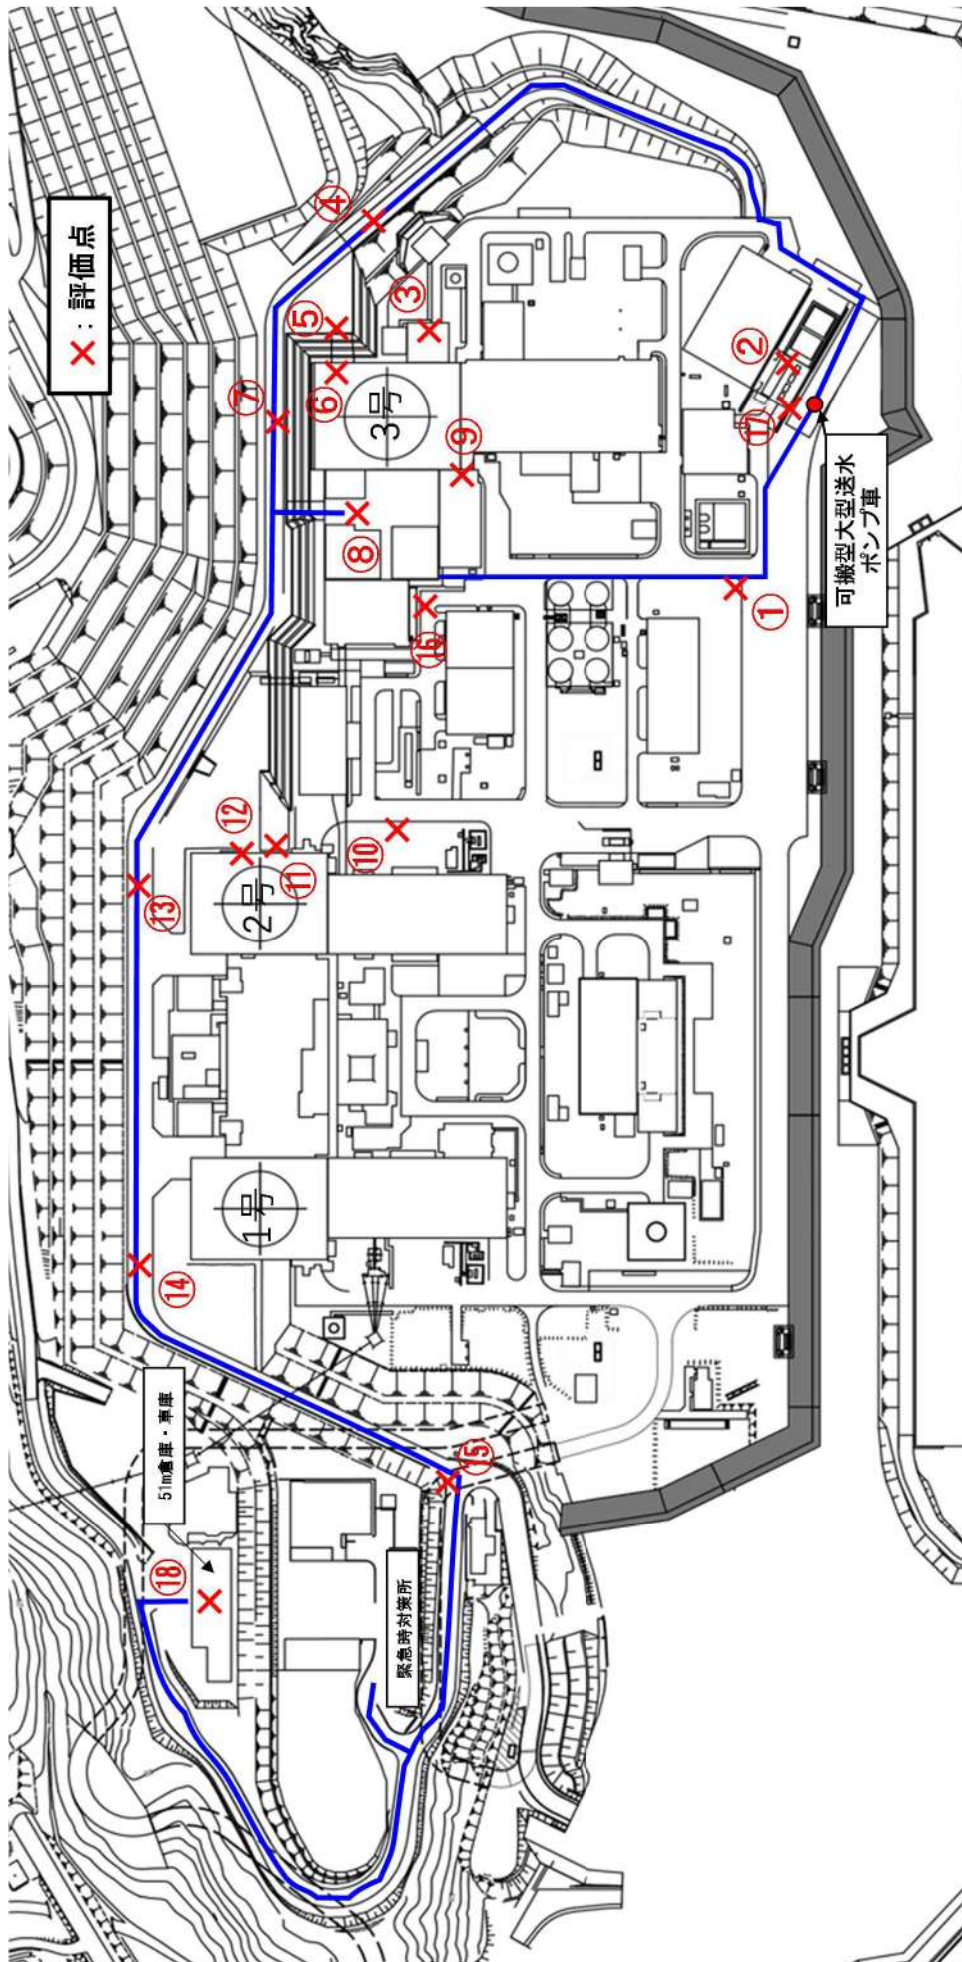 ×：評価点
④
⑤
③
⑦
⑥
3号
⑨
⑧
②
⑰
可搬型大型送水
ポンプ車
①
⑯
⑫
⑪
⑩
2号
⑬
1号
⑭
51m倉庫・車庫
⑮
⑱
緊急時対策所